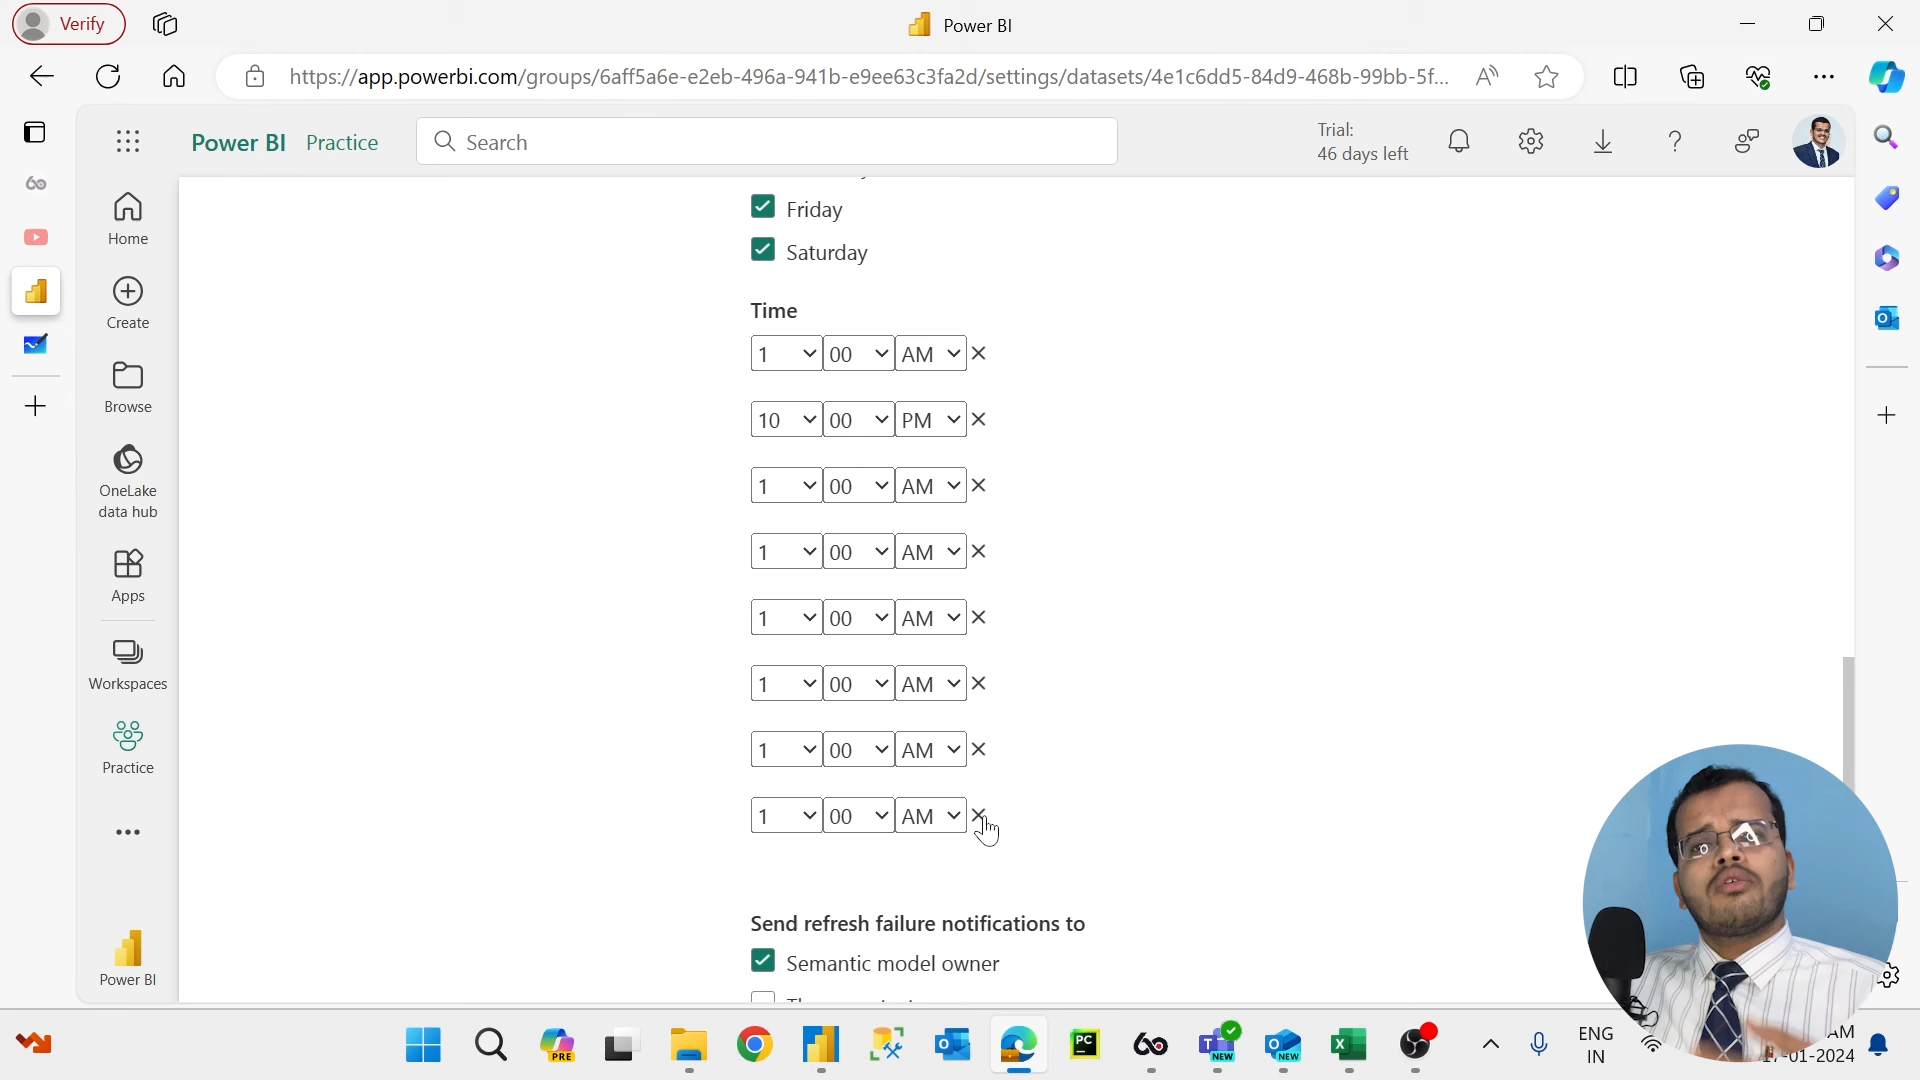 Verify
Power BI
https://app.powerbi.com/groups/6aff5a6e-e2eb-496a-941b-e9ee63c3fa2d/settings/datasets/4e1c6dd5-84d9-468b-99bb-5f...
Power BI Practice
Search
Trial:
46 days left
Home
Create
Browse
OneLake
data hub
Apps
Workspaces
Practice
Power BI
Friday
Saturday
Time
1 00 AM
10 00 PM
1 00 AM
1 00 AM
1 00 AM
1 00 AM
1 00 AM
1 00 AM
Send refresh failure notifications to
Semantic model owner
PRE
PC
NEW
NEW
ENG
IN
AM
-01-2024